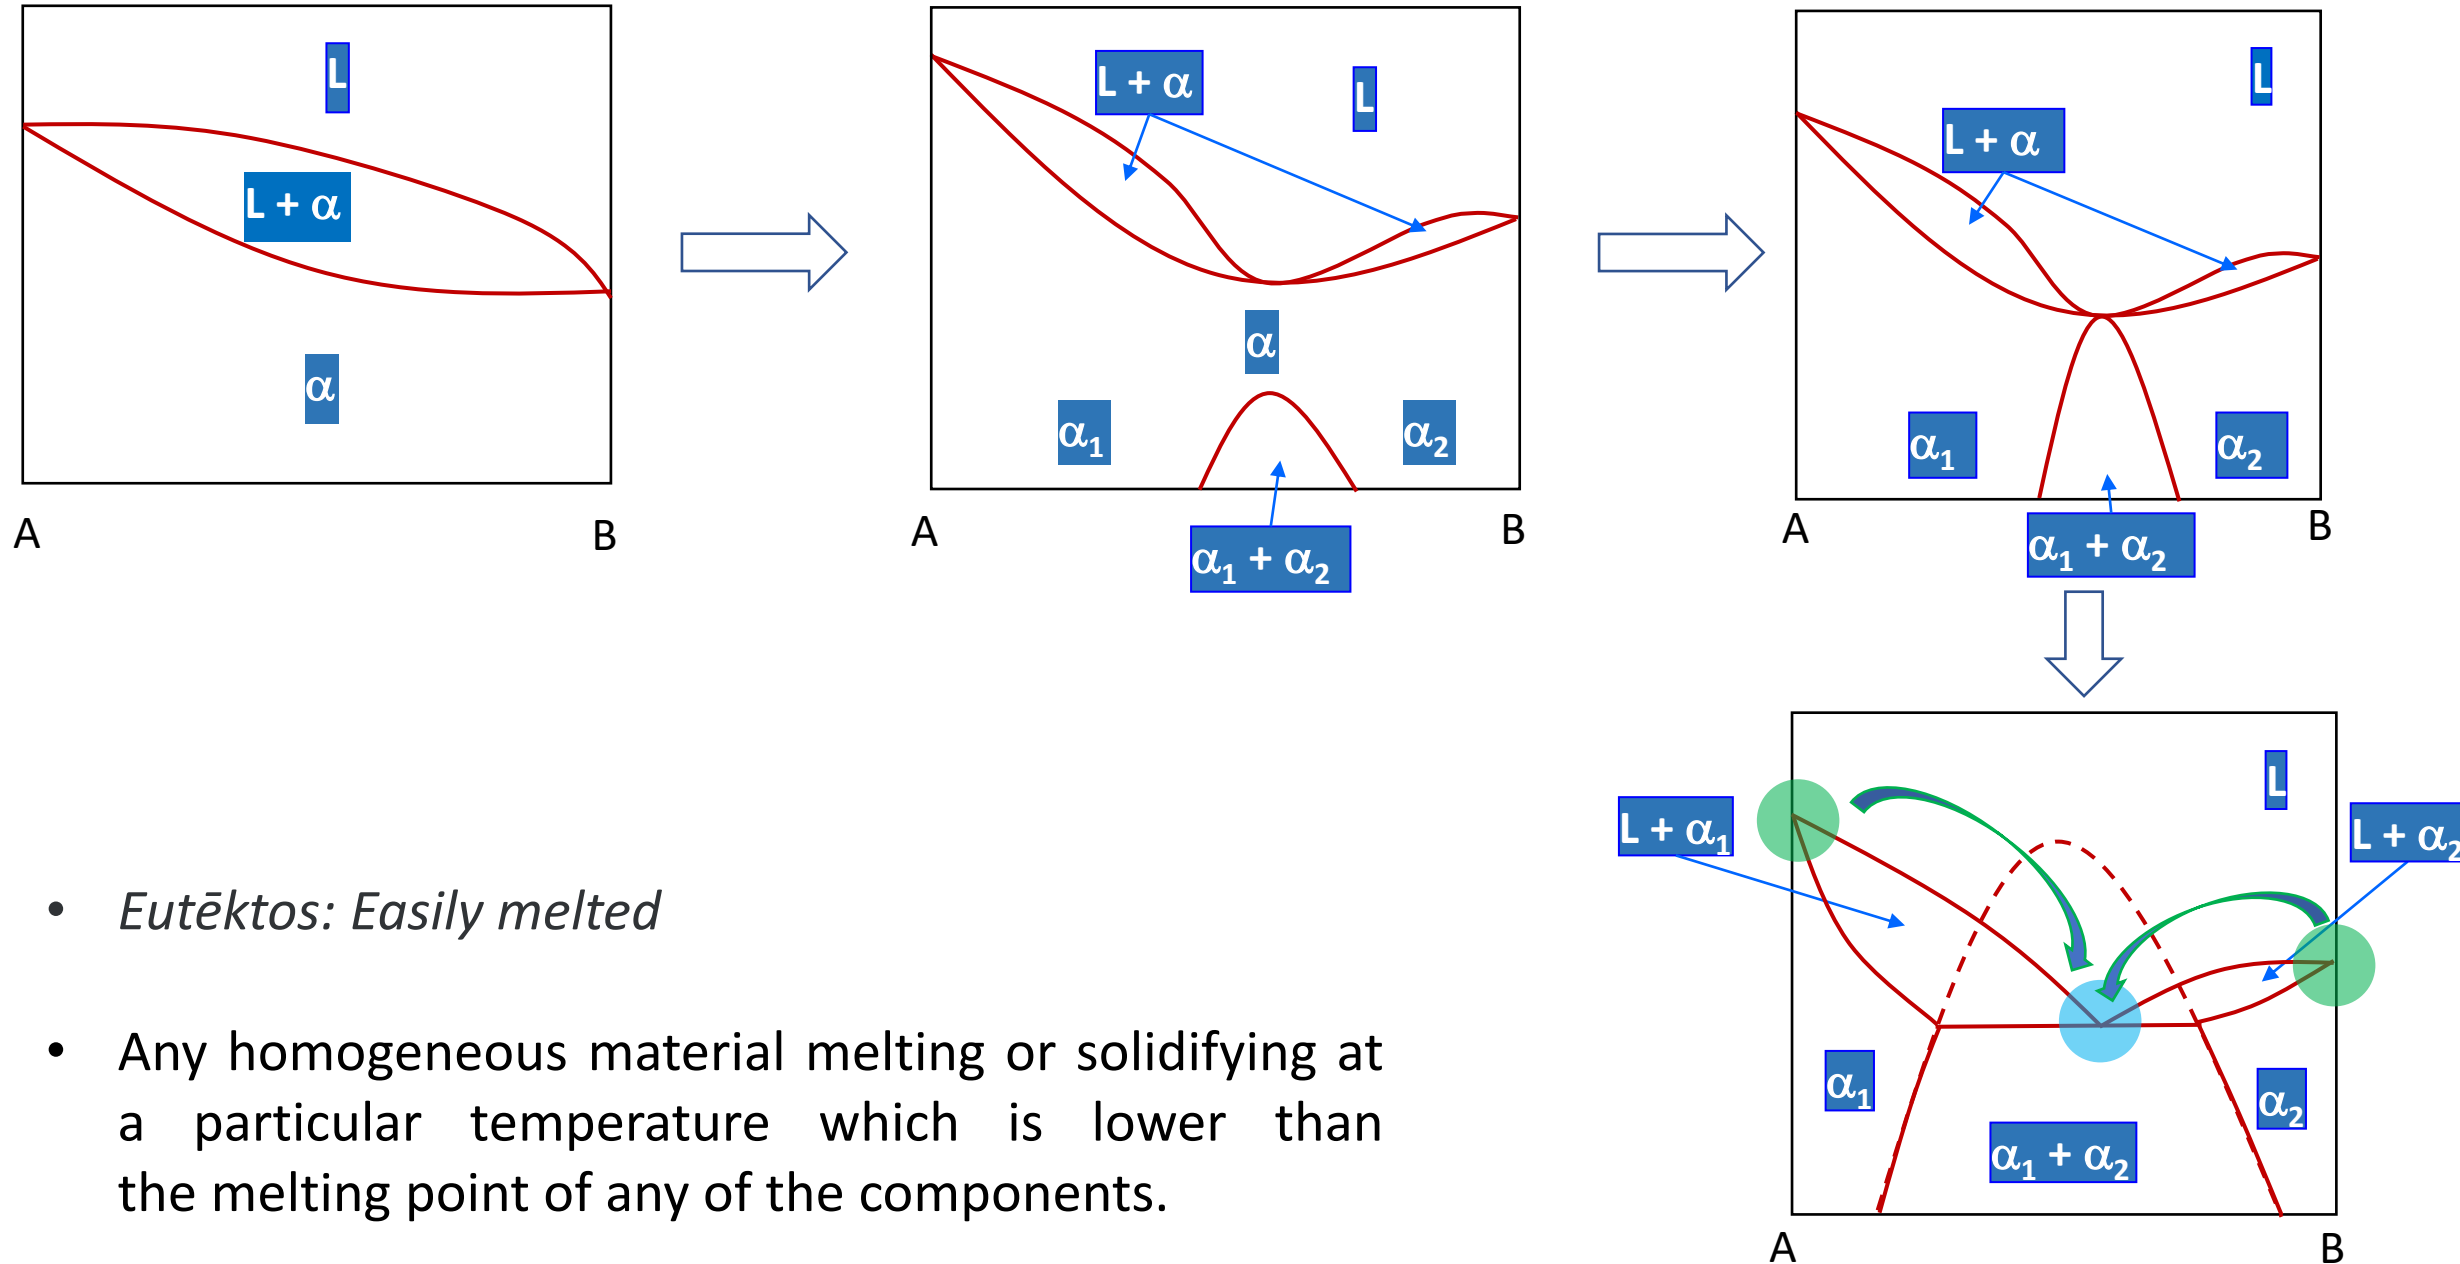 L
L + α
α
A
B
L + α
L
α
α1
α2
A
B
α1 + α2
L
L + α
α1
α2
A
B
α1 + α2
L
L + α1
L + α2
α1
α2
α1 + α2
A
B
• Eutēktos: Easily melted
• Any homogeneous material melting or solidifying at
a particular temperature which is lower than
the melting point of any of the components.